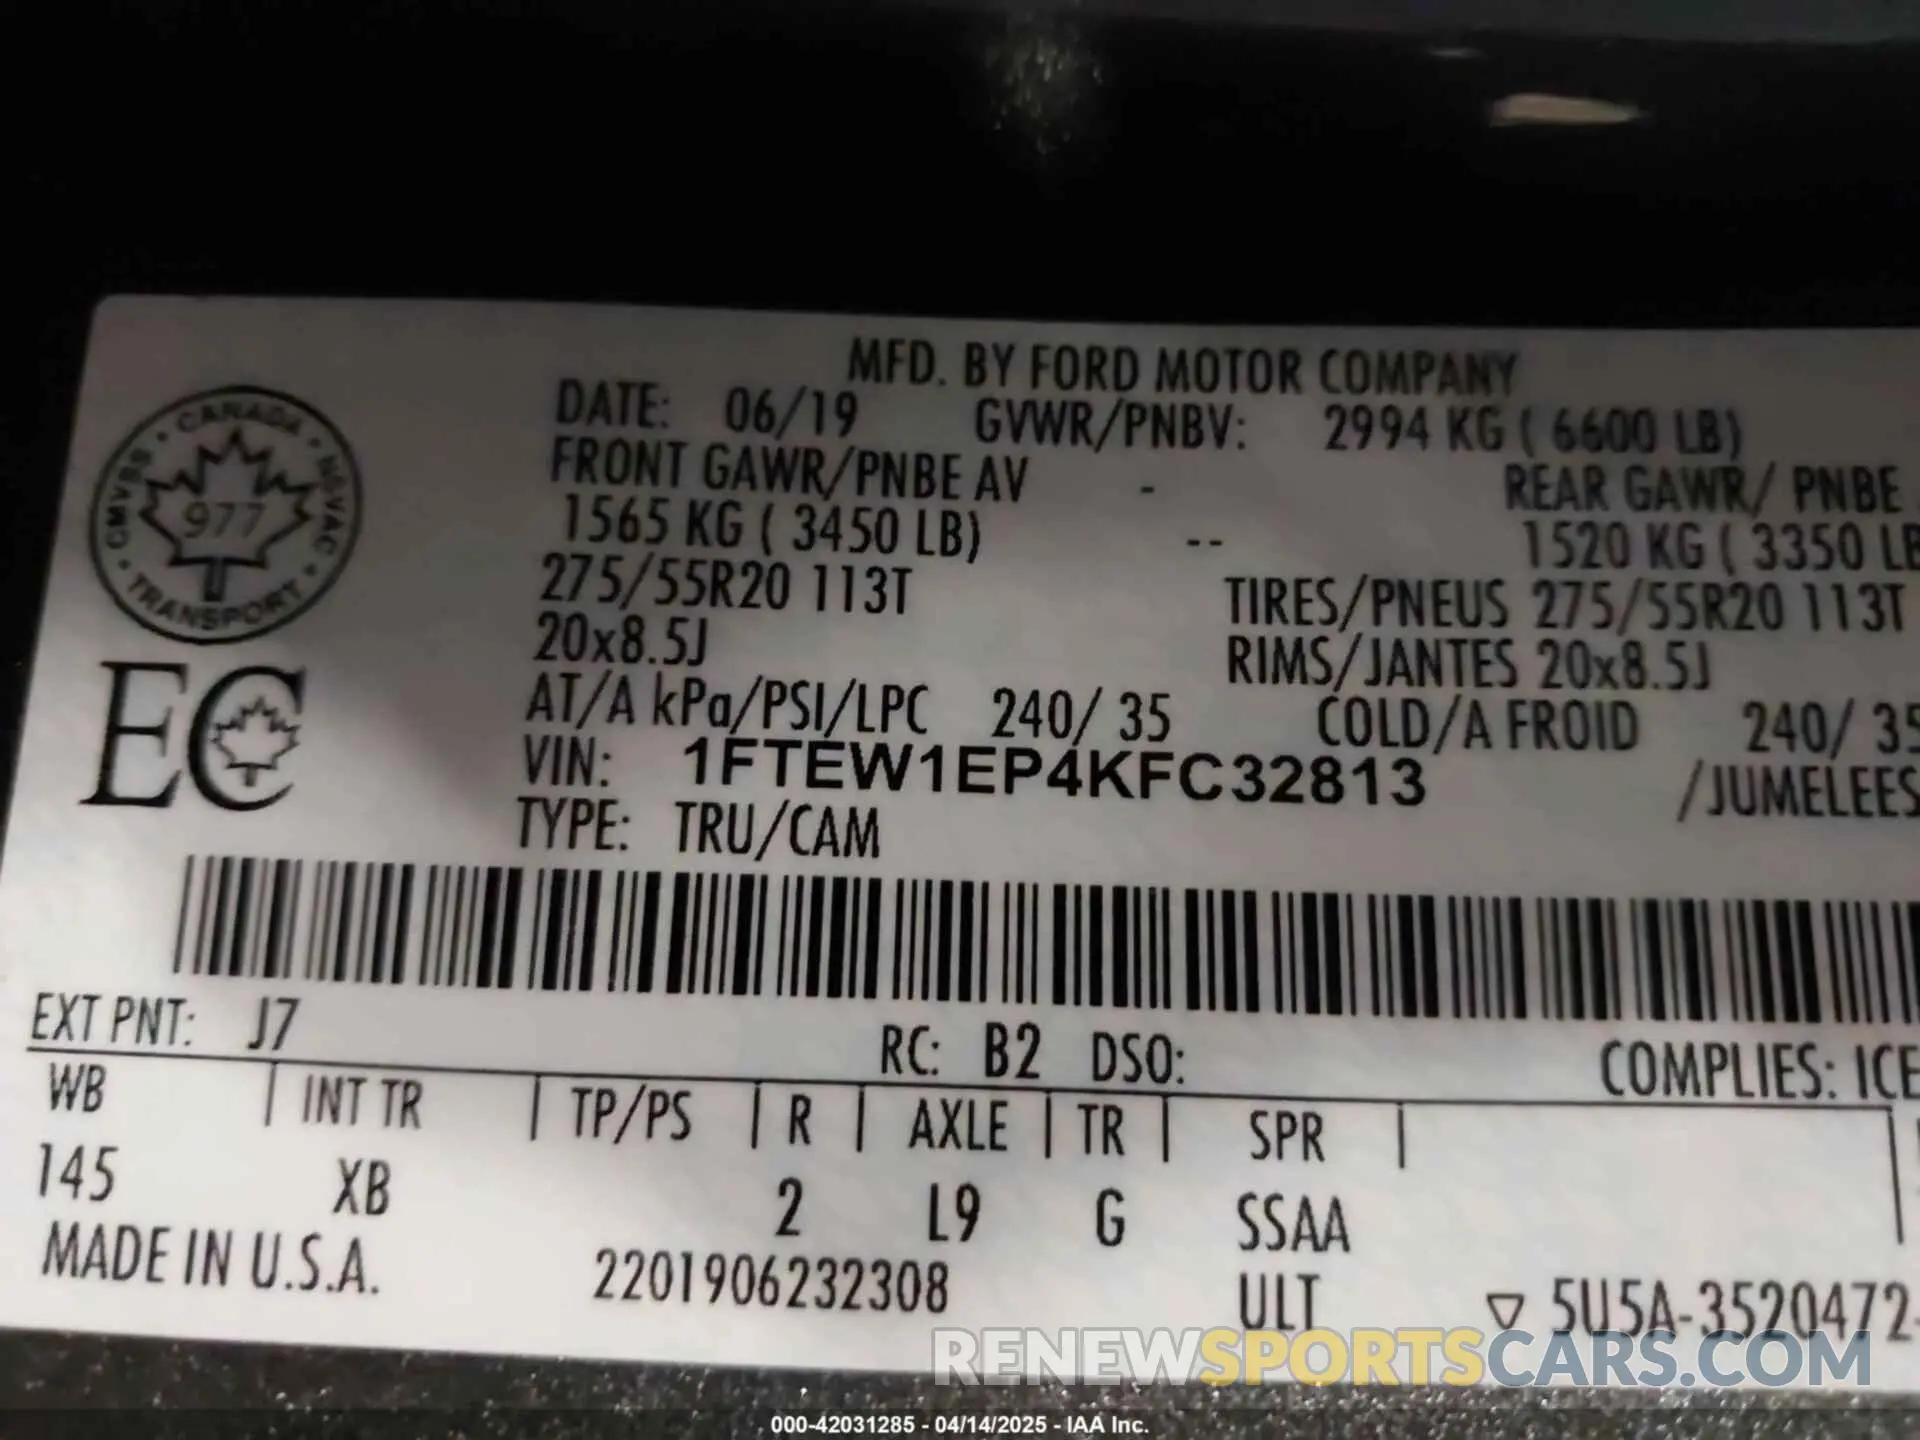 MFD. BY FORD MOTOR COMPANY
DATE: 06/19 GVWR/PNBV: 2994 KG ( 6600 LB)
FRONT GAWR/PNBE AV - REAR GAWR/ PNBE
1565 KG ( 3450 LB) -- 1520 KG ( 3350 LB
275/55R20 113T TIRES/PNEUS 275/55R20 113T
20x8.5J RIMS/JANTES 20x8.5J
AT/A kPa/PSI/LPC 240/ 35 COLD/A FROID 240/ 35
VIN: 1FTEW1EP4KFC32813 /JUMELEES
TYPE: TRU/CAM
CANADA
CMVSS NSVAC
977
TRANSPORT
EC
EXT PNT: J7 RC: B2 DSO: COMPLIES: ICE
WB | INT TR | TP/PS | R | AXLE | TR | SPR |
145 XB 2 L9 G SSAA
MADE IN U.S.A. 2201906232308 ULT ▽ 5U5A-3520472-
RENEWSPORTSCARS.COM
000-42031285 - 04/14/2025 - IAA Inc.